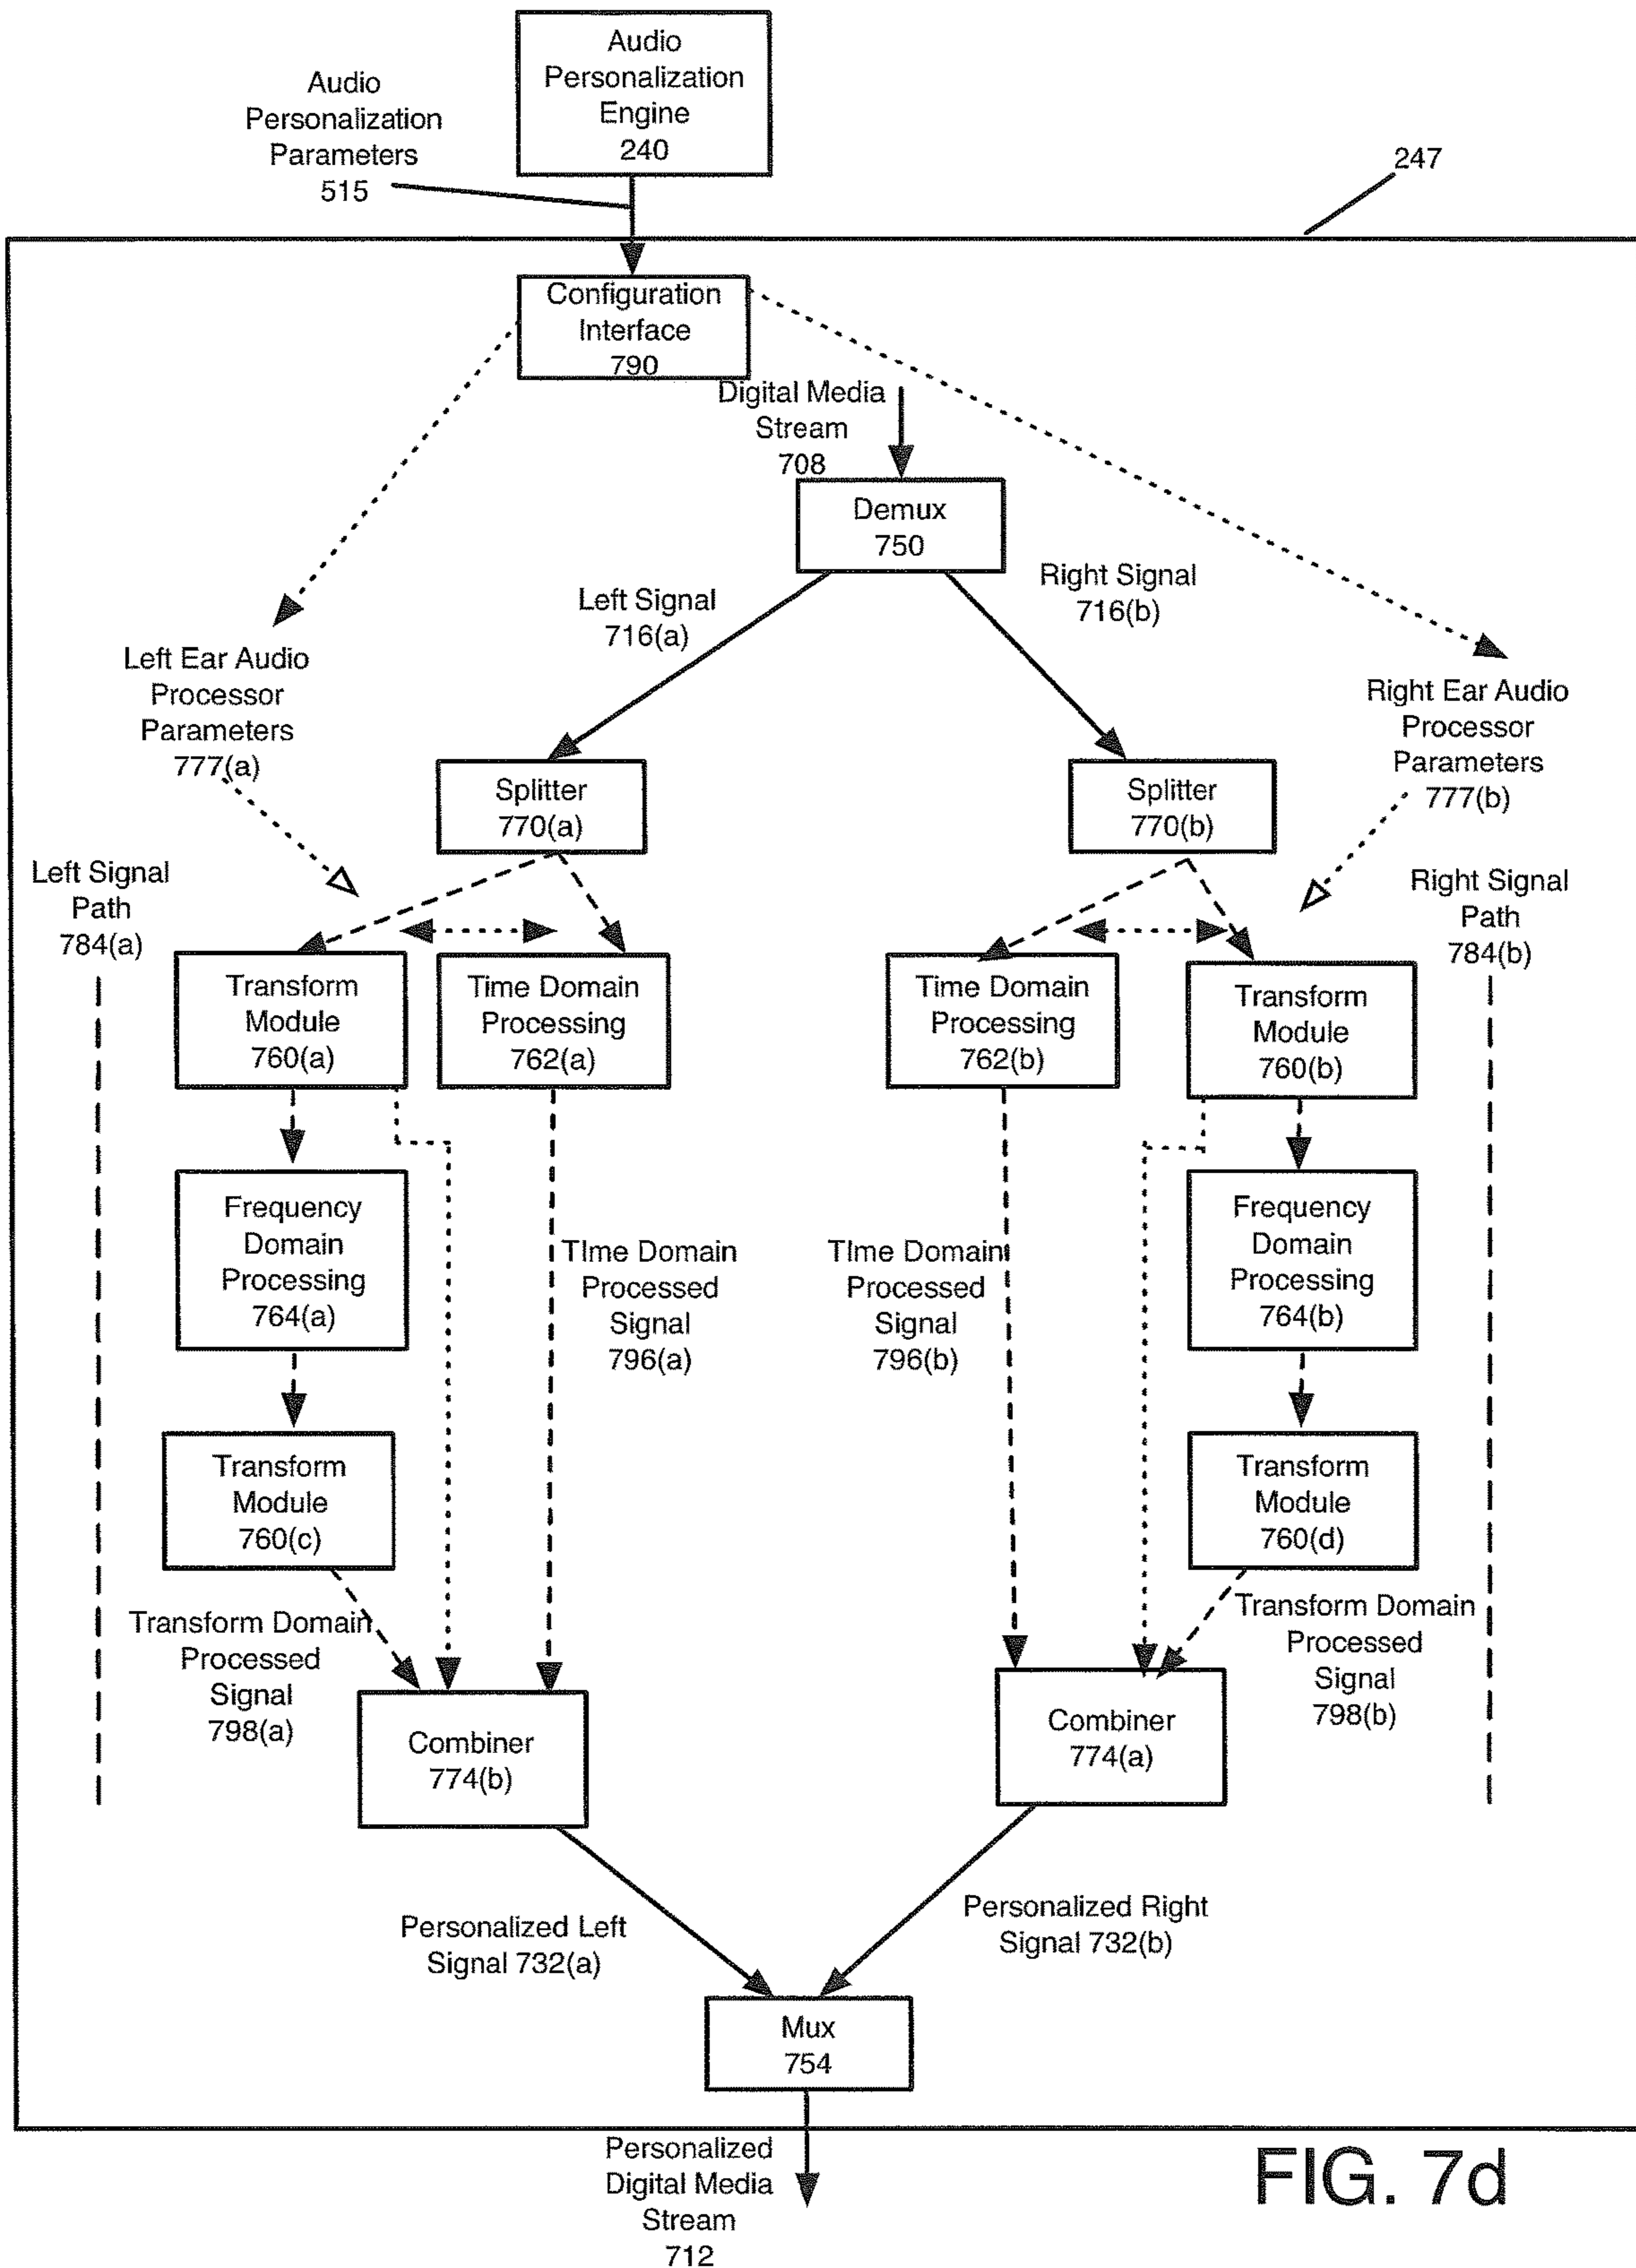 Audio
Personalization
Engine
240
Audio
Personalization
Parameters
515
247
Configuration
Interface
790
Digital Media
Stream
708
Demux
750
Left Signal
716(a)
Right Signal
716(b)
Left Ear Audio
Processor
Parameters
777(a)
Right Ear Audio
Processor
Parameters
777(b)
Splitter
770(a)
Splitter
770(b)
Left Signal
Path
784(a)
Right Signal
Path
784(b)
Transform
Module
760(a)
Time Domain
Processing
762(a)
Time Domain
Processing
762(b)
Transform
Module
760(b)
Frequency
Domain
Processing
764(a)
TIme Domain
Processed
Signal
796(a)
TIme Domain
Processed
Signal
796(b)
Frequency
Domain
Processing
764(b)
Transform
Module
760(c)
Transform
Module
760(d)
Transform Domain
Processed
Signal
798(a)
Transform Domain
Processed
Signal
798(b)
Combiner
774(b)
Combiner
774(a)
Personalized Left
Signal 732(a)
Personalized Right
Signal 732(b)
Mux
754
Personalized
Digital Media
Stream
712
FIG. 7d